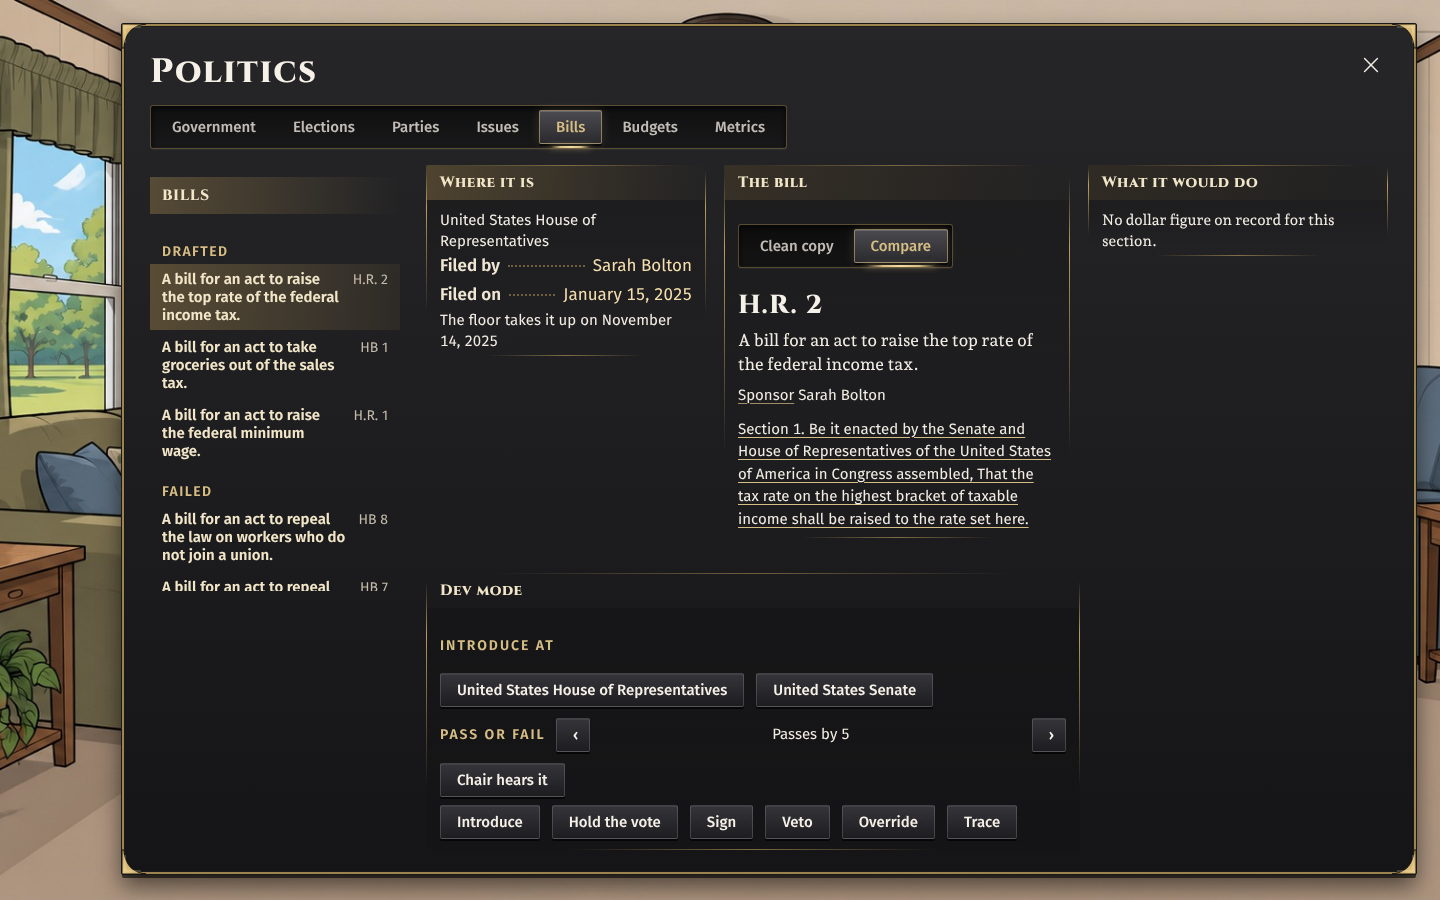 Politics
Government
Elections
Parties
Issues
Bills
Budgets
Metrics
BILLS
DRAFTED
A bill for an act to raise
the top rate of the federal
income tax.
H.R. 2
A bill for an act to take
groceries out of the sales
tax.
HB 1
A bill for an act to raise
the federal minimum
wage.
H.R. 1
FAILED
A bill for an act to repeal
the law on workers who do
not join a union.
HB 8
A bill for an act to repeal
HB 7
Where it is
United States House of
Representatives
Filed by Sarah Bolton
Filed on January 15, 2025
The floor takes it up on November
14, 2025
The bill
Clean copy
Compare
H.R. 2
A bill for an act to raise the top rate of
the federal income tax.
Sponsor Sarah Bolton
Section 1. Be it enacted by the Senate and
House of Representatives of the United States
of America in Congress assembled, That the
tax rate on the highest bracket of taxable
income shall be raised to the rate set here.
What it would do
No dollar figure on record for this
section.
Dev mode
INTRODUCE AT
United States House of Representatives
United States Senate
PASS OR FAIL
‹
Passes by 5
›
Chair hears it
Introduce
Hold the vote
Sign
Veto
Override
Trace